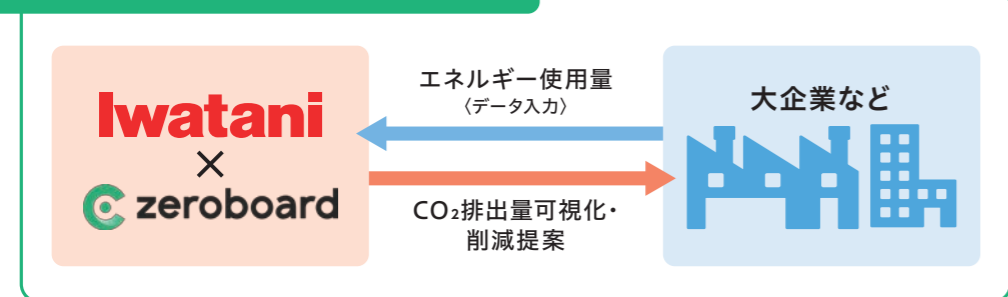 Iwatani
×
zeroboard
エネルギー使用量
〈データ入力〉
CO₂排出量可視化・
削減提案
大企業など